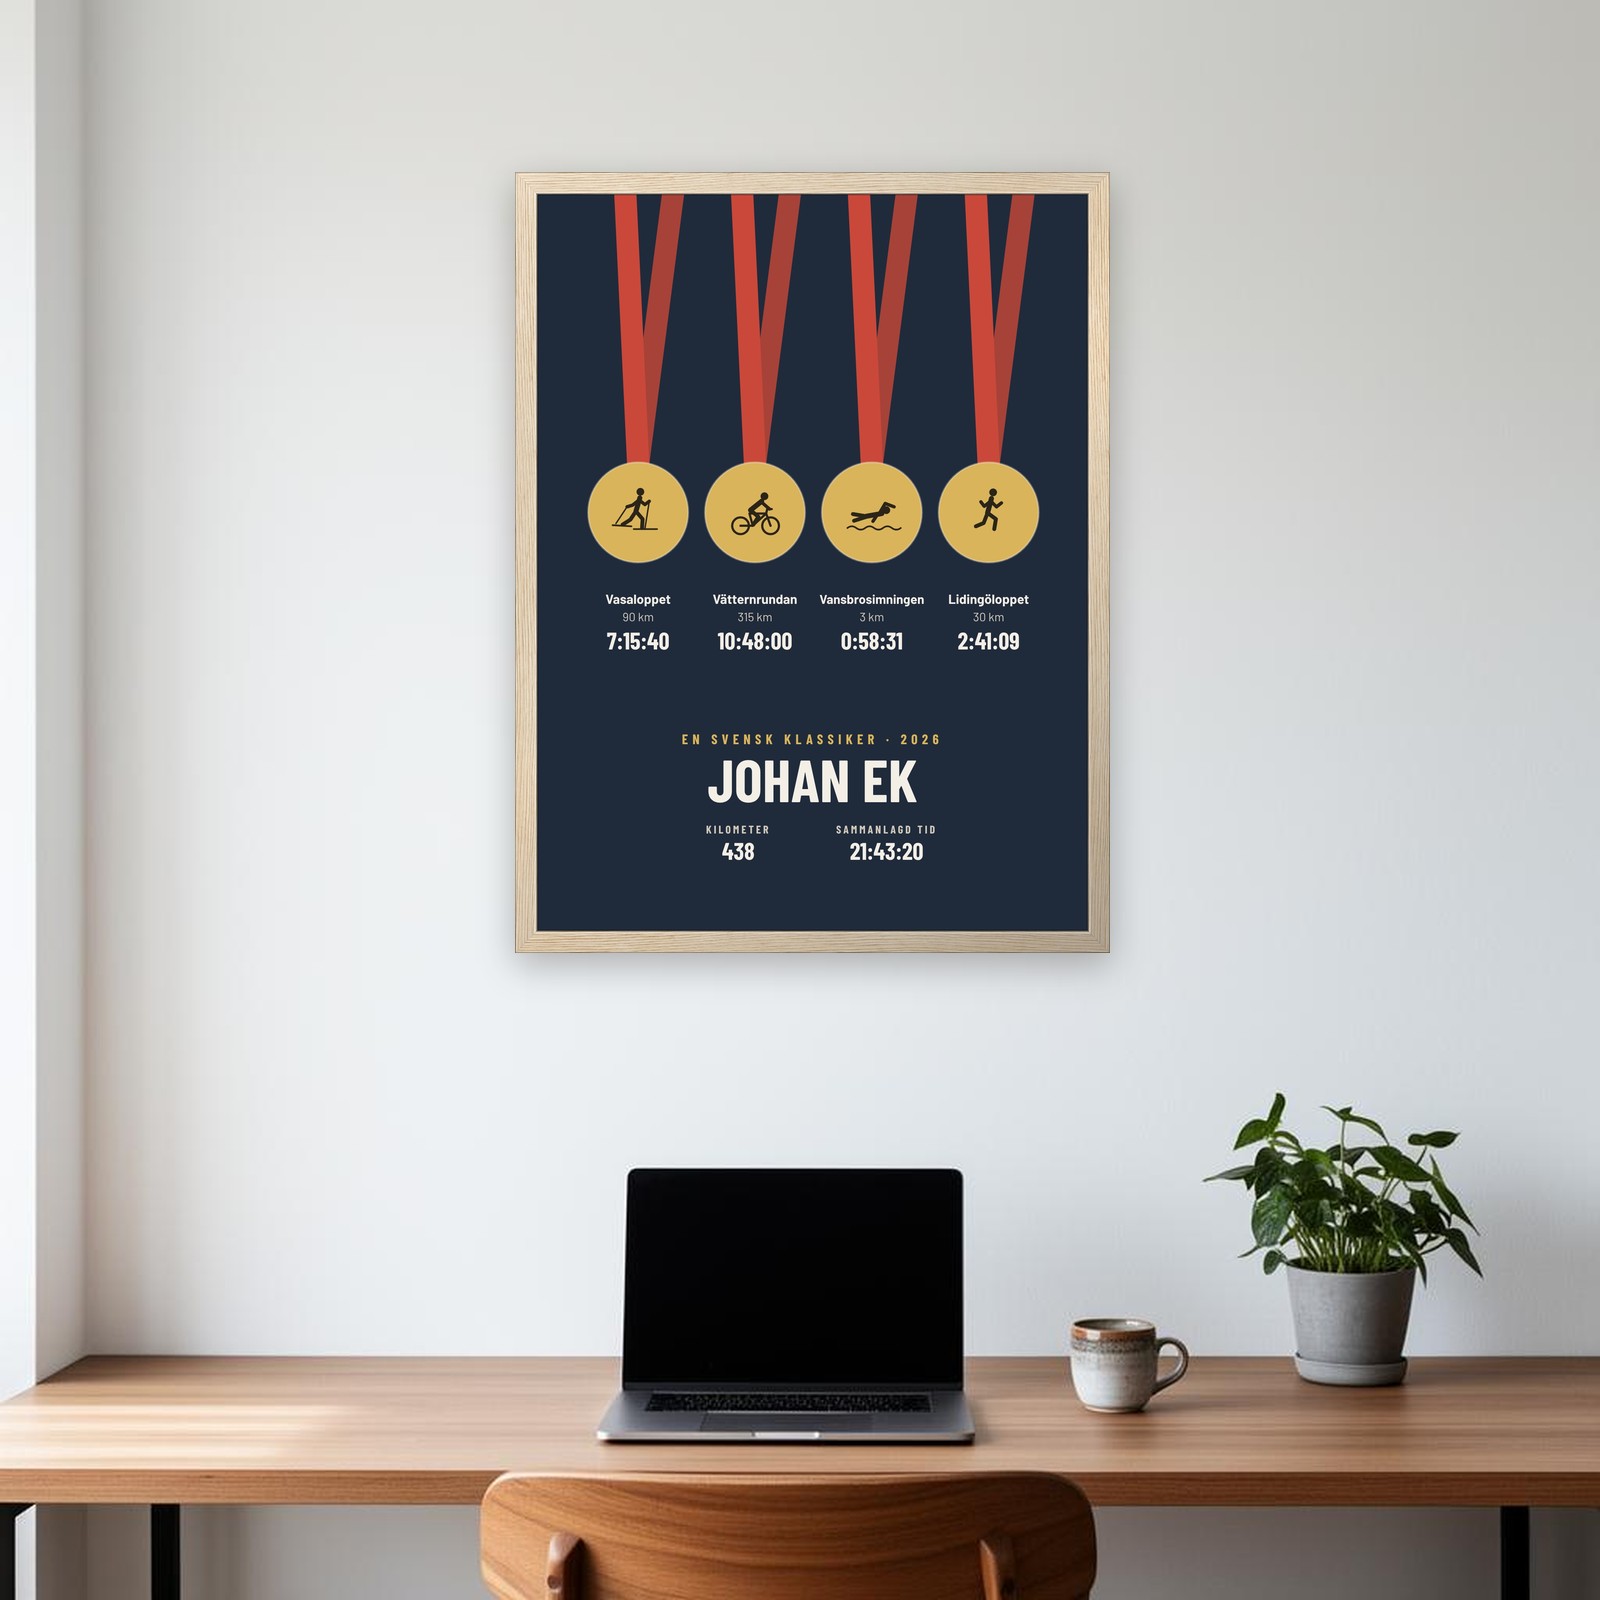 Vasaloppet Vätternrundan Vansbrosimningen Lidingöloppet
90 km 315 km 3 km 30 km
7:15:40 10:48:00 0:58:31 2:41:09
EN SVENSK KLASSIKER · 2026
JOHAN EK
KILOMETER SAMMANLAGD TID
438 21:43:20